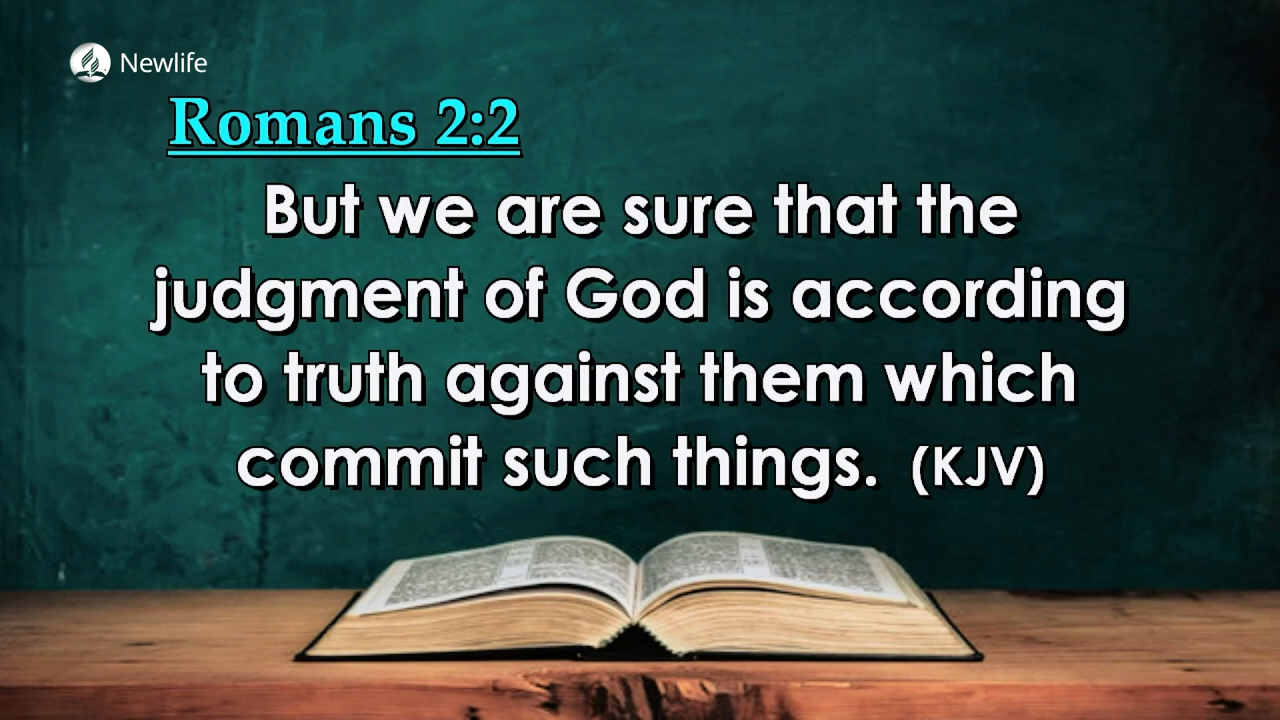 Newlife
Romans 2:2
But we are sure that the
judgment of God is according
to truth against them which
commit such things. (KJV)